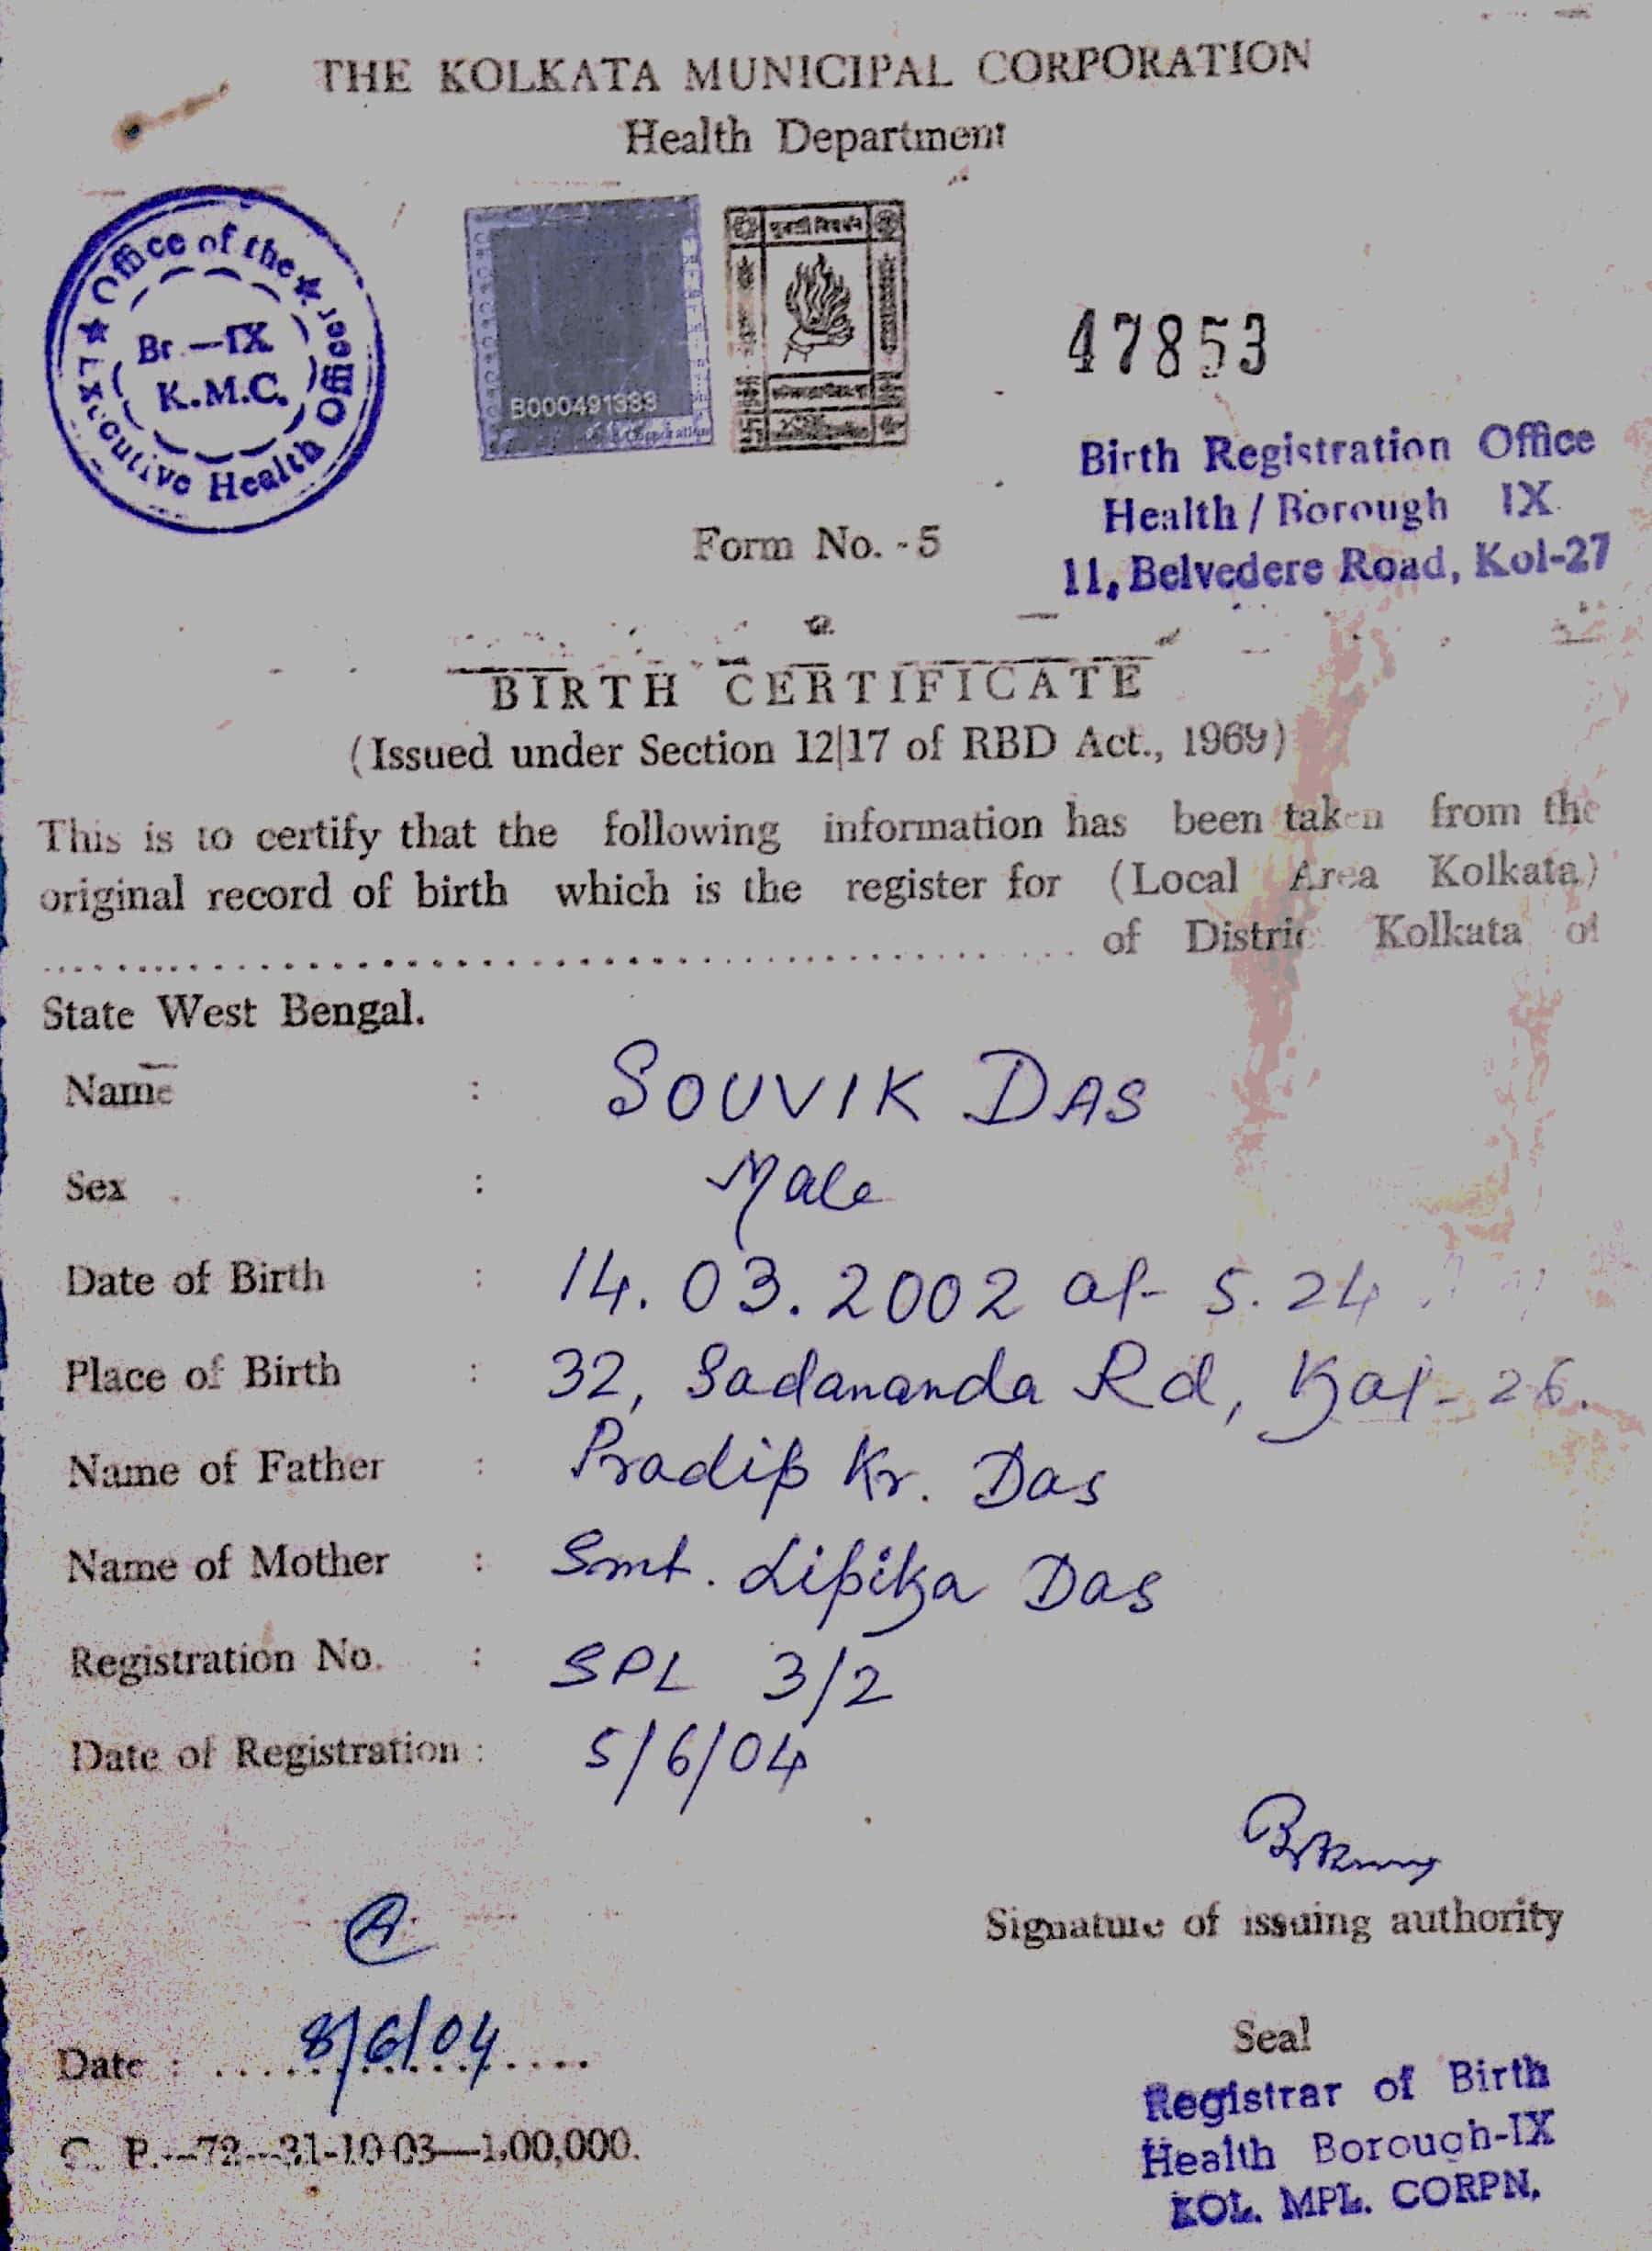 THE KOLKATA MUNICIPAL CORPORATION
Health Department
Office of the
Executive Health Officer
Br.—IX
K.M.C.
B000491383
47853
Birth Registration Office
Health / Borough IX
11, Belvedere Road, Kol-27
Form No. - 5
BIRTH CERTIFICATE
(Issued under Section 12|17 of RBD Act., 1969)
This is to certify that the following information has been taken from the
original record of birth which is the register for (Local Area Kolkata)
.................................................. of Distric Kolkata of
State West Bengal.
Name : SOUVIK DAS
Sex : Male
Date of Birth : 14.03.2002 at 5.24
Place of Birth : 32, Sadananda Rd, Kal-26.
Name of Father : Pradip Kr. Das
Name of Mother : Smt. Lipika Das
Registration No. : SPL 3/2
Date of Registration : 5/6/04
Signature of issuing authority
A
Date : 8/6/04
Seal
Registrar of Birth
Health Borough-IX
KOL. MPL. CORPN.
C. P.—72—31-10-03—1,00,000.